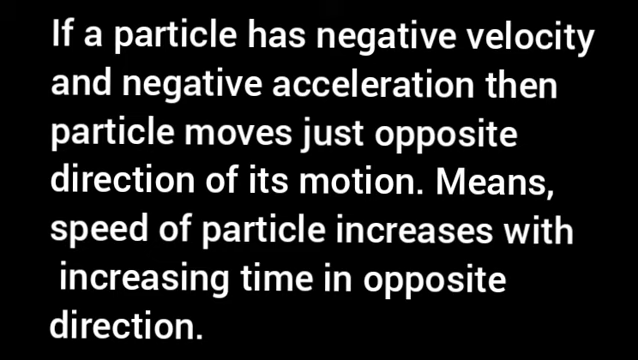 If a particle has negative velocity
and negative acceleration then
particle moves just opposite
direction of its motion. Means,
speed of particle increases with
increasing time in opposite
direction.